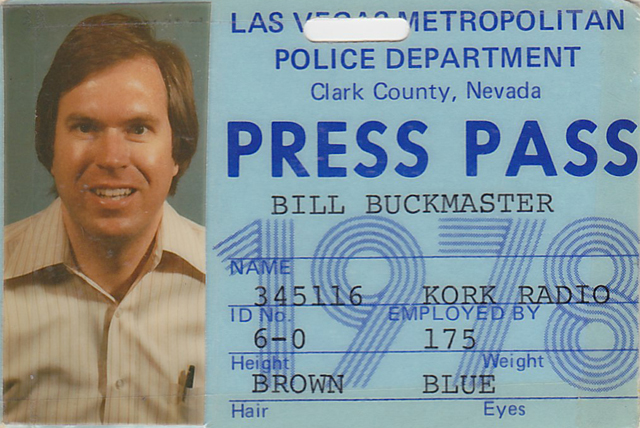 LAS VEGAS METROPOLITAN
POLICE DEPARTMENT
Clark County, Nevada
PRESS PASS
BILL BUCKMASTER
1978
NAME
345116 KORK RADIO
ID No. EMPLOYED BY
6-0 175
Height Weight
BROWN BLUE
Hair Eyes